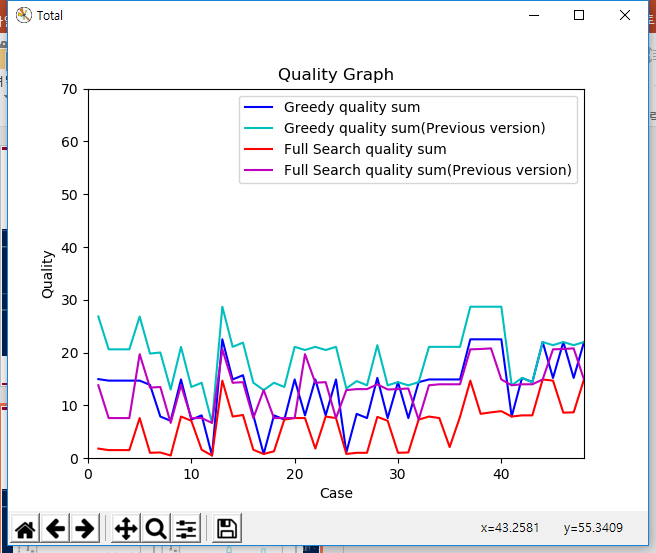 Total
Quality Graph
Greedy quality sum
Greedy quality sum(Previous version)
Full Search quality sum
Full Search quality sum(Previous version)
70
60
50
40
30
20
10
0
Quality
0 10 20 30 40
Case
x=43.2581 y=55.3409